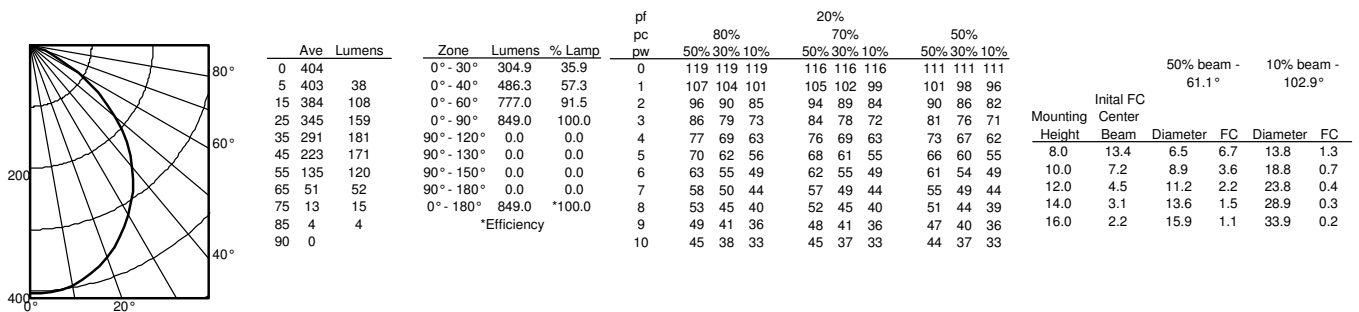 80°
60°
200
40°
400
0° 20°
Ave Lumens
0 404
5 403 38
15 384 108
25 345 159
35 291 181
45 223 171
55 135 120
65 51 52
75 13 15
85 4 4
90 0
Zone Lumens % Lamp
0°- 30° 304.9 35.9
0°- 40° 486.3 57.3
0°- 60° 777.0 91.5
0°- 90° 849.0 100.0
90°- 120° 0.0 0.0
90°- 130° 0.0 0.0
90°- 150° 0.0 0.0
90°- 180° 0.0 0.0
0°- 180° 849.0 *100.0
*Efficiency
pf 20%
pc 80% 70% 50%
pw 50% 30% 10% 50% 30% 10% 50% 30% 10%
0 119 119 119 116 116 116 111 111 111
1 107 104 101 105 102 99 101 98 96
2 96 90 85 94 89 84 90 86 82
3 86 79 73 84 78 72 81 76 71
4 77 69 63 76 69 63 73 67 62
5 70 62 56 68 61 55 66 60 55
6 63 55 49 62 55 49 61 54 49
7 58 50 44 57 49 44 55 49 44
8 53 45 40 52 45 40 51 44 39
9 49 41 36 48 41 36 47 40 36
10 45 38 33 45 37 33 44 37 33
50% beam - 10% beam -
61.1° 102.9°
Inital FC
Mounting Center
Height Beam Diameter FC Diameter FC
8.0 13.4 6.5 6.7 13.8 1.3
10.0 7.2 8.9 3.6 18.8 0.7
12.0 4.5 11.2 2.2 23.8 0.4
14.0 3.1 13.6 1.5 28.9 0.3
16.0 2.2 15.9 1.1 33.9 0.2